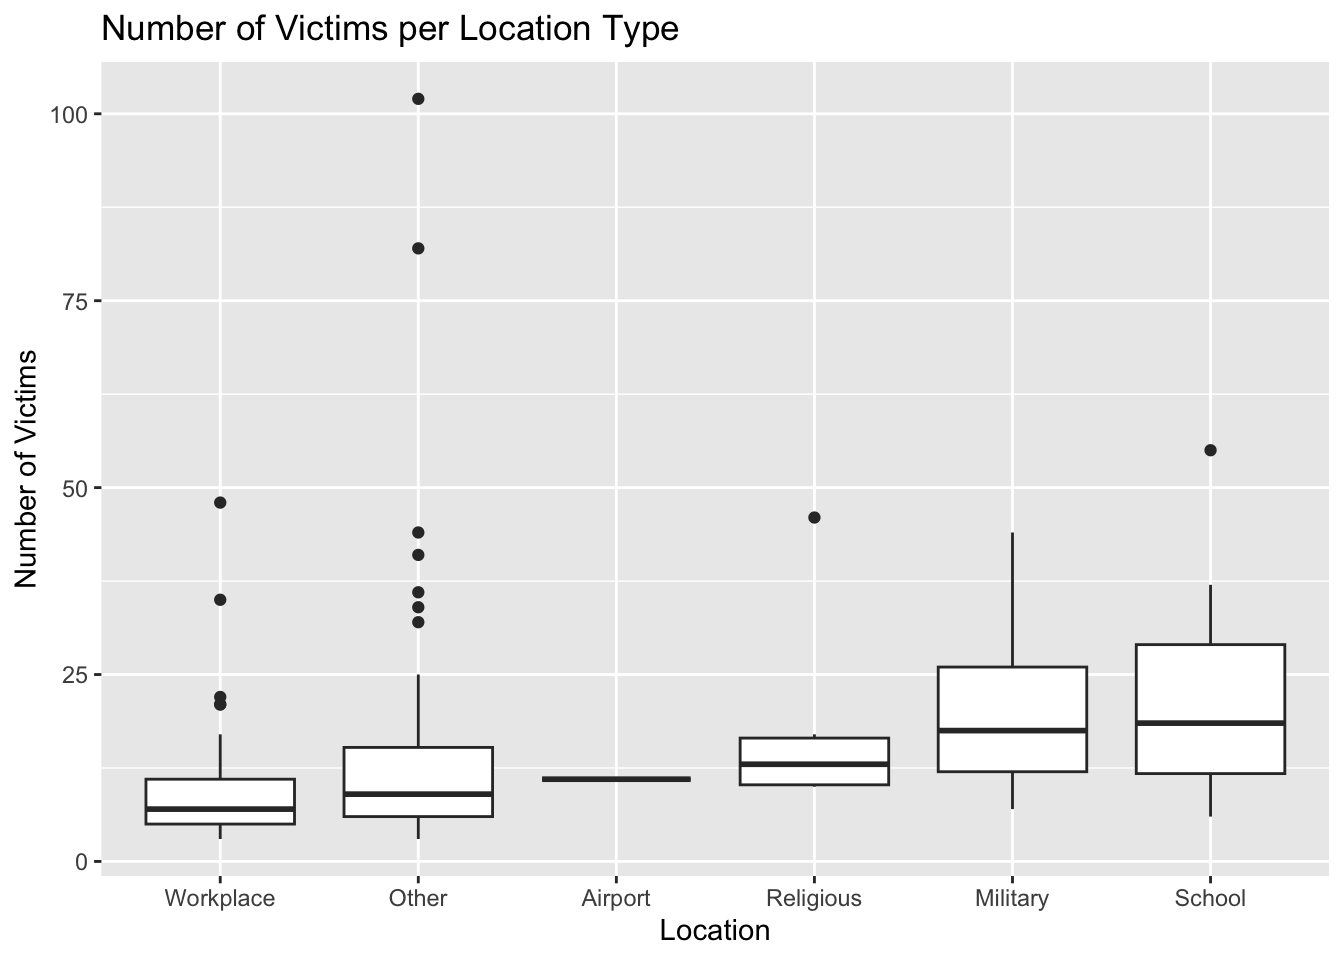 Number of Victims per Location Type
Number of Victims
100
75
50
25
0
Workplace Other Airport Religious Military School
Location